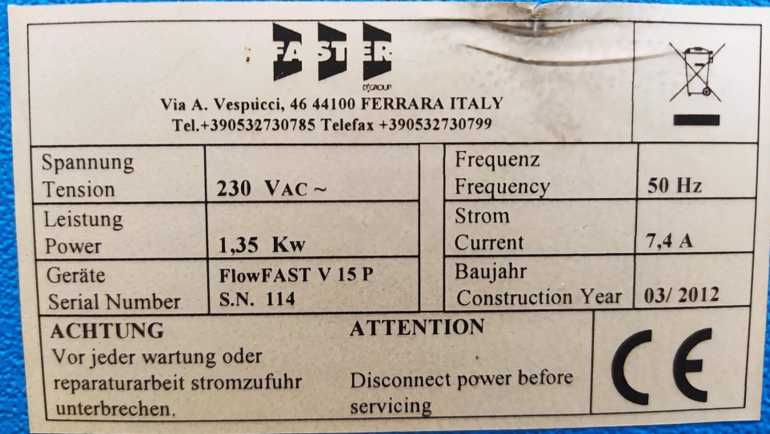 FASTER
DJGROUP
Via A. Vespucci, 46 44100 FERRARA ITALY
Tel.+390532730785 Telefax +390532730799
Spannung
Tension
230 VAC ~
Frequenz
Frequency
50 Hz
Leistung
Power
1,35 Kw
Strom
Current
7,4 A
Geräte
Serial Number
FlowFAST V 15 P
S.N. 114
Baujahr
Construction Year
03/ 2012
ACHTUNG
Vor jeder wartung oder
reparaturarbeit stromzufuhr
unterbrechen.
ATTENTION
Disconnect power before
servicing
CE